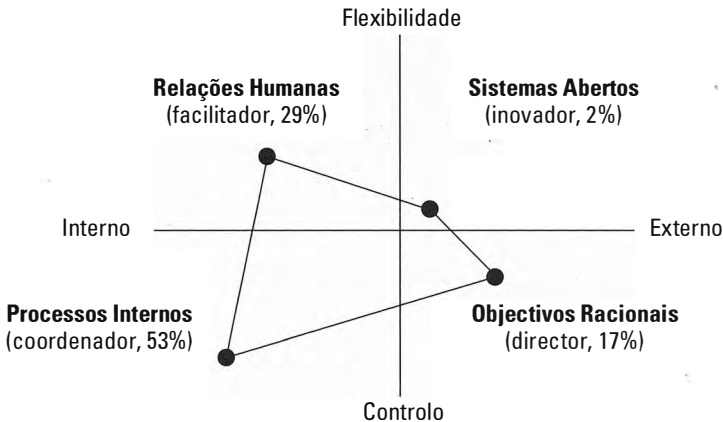 Flexibilidade
Relações Humanas
(facilitador, 29%)
Sistemas Abertos
(inovador, 2%)
Interno
Externo
Processos Internos
(coordenador, 53%)
Objectivos Racionais
(director, 17%)
Controlo